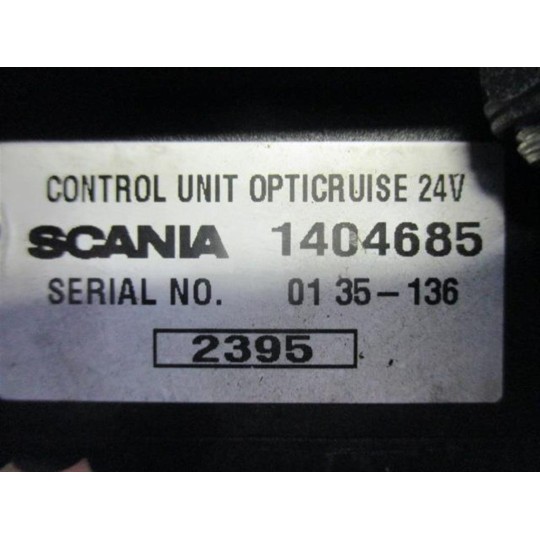 CONTROL UNIT OPTICRUISE 24V
SCANIA 1404685
SERIAL NO. 01 35-136
2395